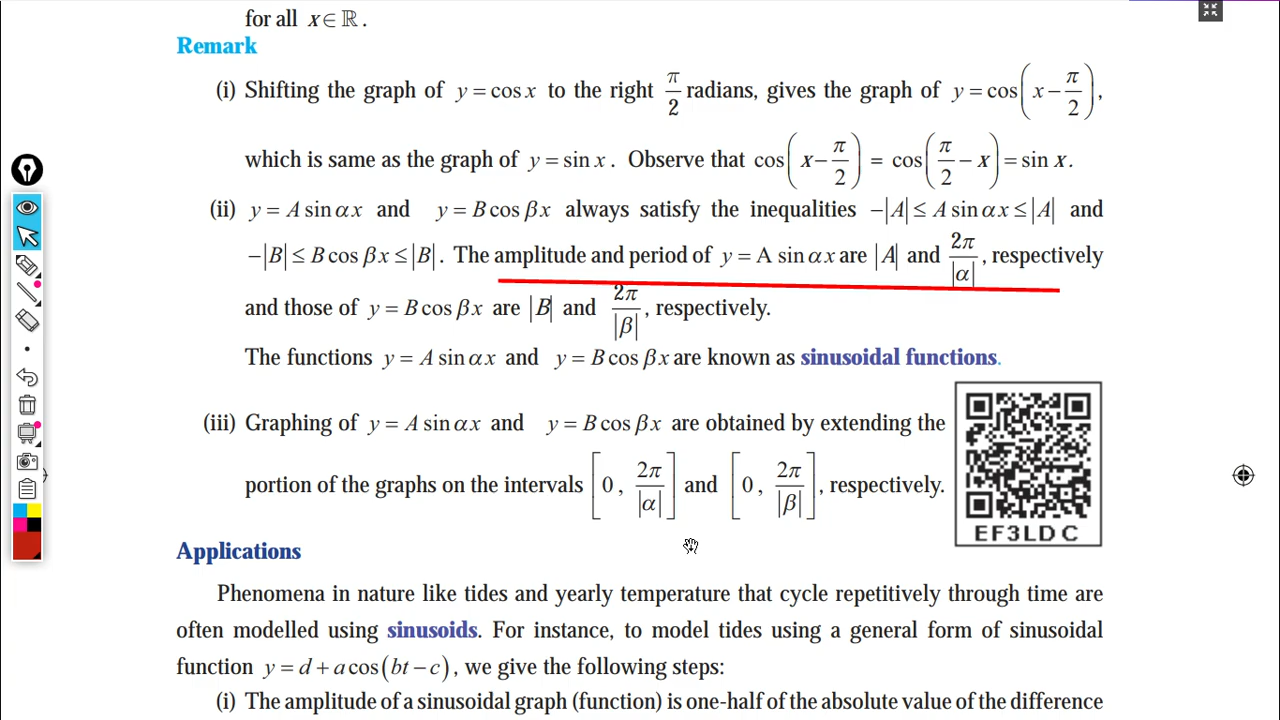 for all x∈ℝ.
Remark
(i) Shifting the graph of y = cos x to the right π/2 radians, gives the graph of y = cos(x − π/2),
which is same as the graph of y = sin x. Observe that cos(x − π/2) = cos(π/2 − x) = sin x.
(ii) y = A sin αx and y = B cos βx always satisfy the inequalities −|A| ≤ A sin αx ≤ |A| and
−|B| ≤ B cos βx ≤ |B|. The amplitude and period of y = A sin αx are |A| and 2π/|α|, respectively
and those of y = B cos βx are |B| and 2π/|β|, respectively.
The functions y = A sin αx and y = B cos βx are known as sinusoidal functions.
(iii) Graphing of y = A sin αx and y = B cos βx are obtained by extending the
portion of the graphs on the intervals [0, 2π/|α|] and [0, 2π/|β|], respectively.
EF3LDC
Applications
Phenomena in nature like tides and yearly temperature that cycle repetitively through time are
often modelled using sinusoids. For instance, to model tides using a general form of sinusoidal
function y = d + a cos(bt − c), we give the following steps:
(i) The amplitude of a sinusoidal graph (function) is one-half of the absolute value of the difference